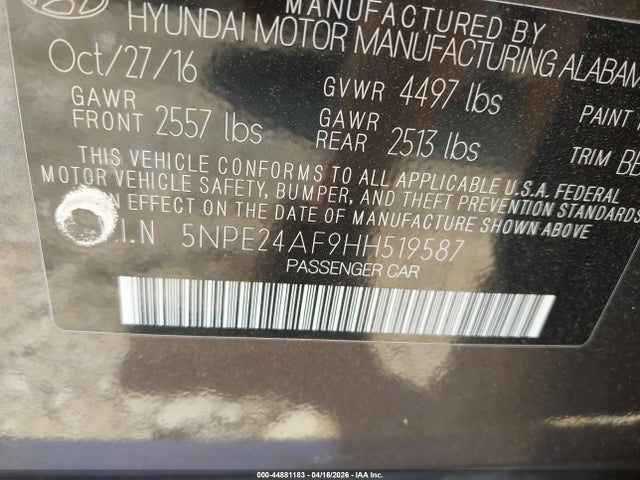 MANUFACTURED BY
HYUNDAI MOTOR MANUFACTURING ALABAM
Oct/27/16
GVWR 4497 lbs
GAWR FRONT 2557 lbs
GAWR REAR 2513 lbs
PAINT
TRIM
THIS VEHICLE CONFORMS TO ALL APPLICABLE U.S.A. FEDERAL
MOTOR VEHICLE SAFETY, BUMPER, AND THEFT PREVENTION STANDARDS
IN EFFECT ON THE DATE OF MANUFACTURE SHOWN ABOVE
.I.N 5NPE24AF9HH519587
PASSENGER CAR
000-44881183 - 04/16/2026 - IAA Inc.